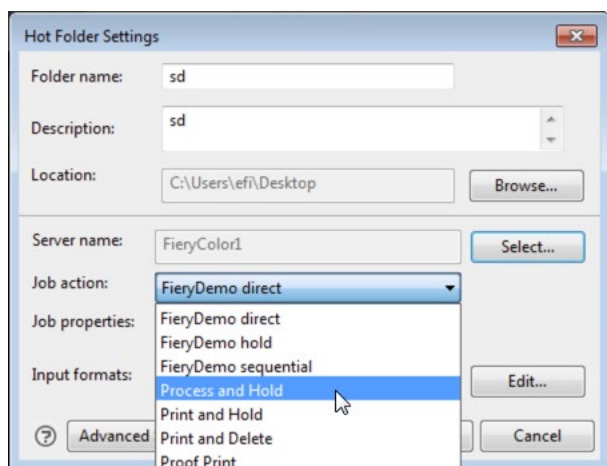 Hot Folder Settings
Folder name: sd
Description: sd
Location: C:\Users\efi\Desktop Browse...
Server name: FieryColor1 Select...
Job action: FieryDemo direct
Job properties: FieryDemo direct
FieryDemo hold
FieryDemo sequential
Input formats: Process and Hold Edit...
Print and Hold
? Advanced Print and Delete Cancel
Proof Print